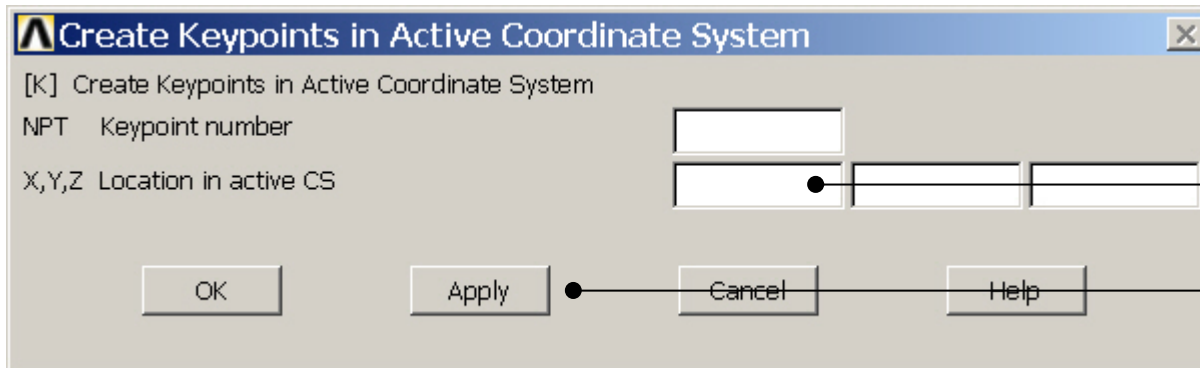 Create Keypoints in Active Coordinate System
[K] Create Keypoints in Active Coordinate System
NPT Keypoint number
X,Y,Z Location in active CS
OK Apply Cancel Help